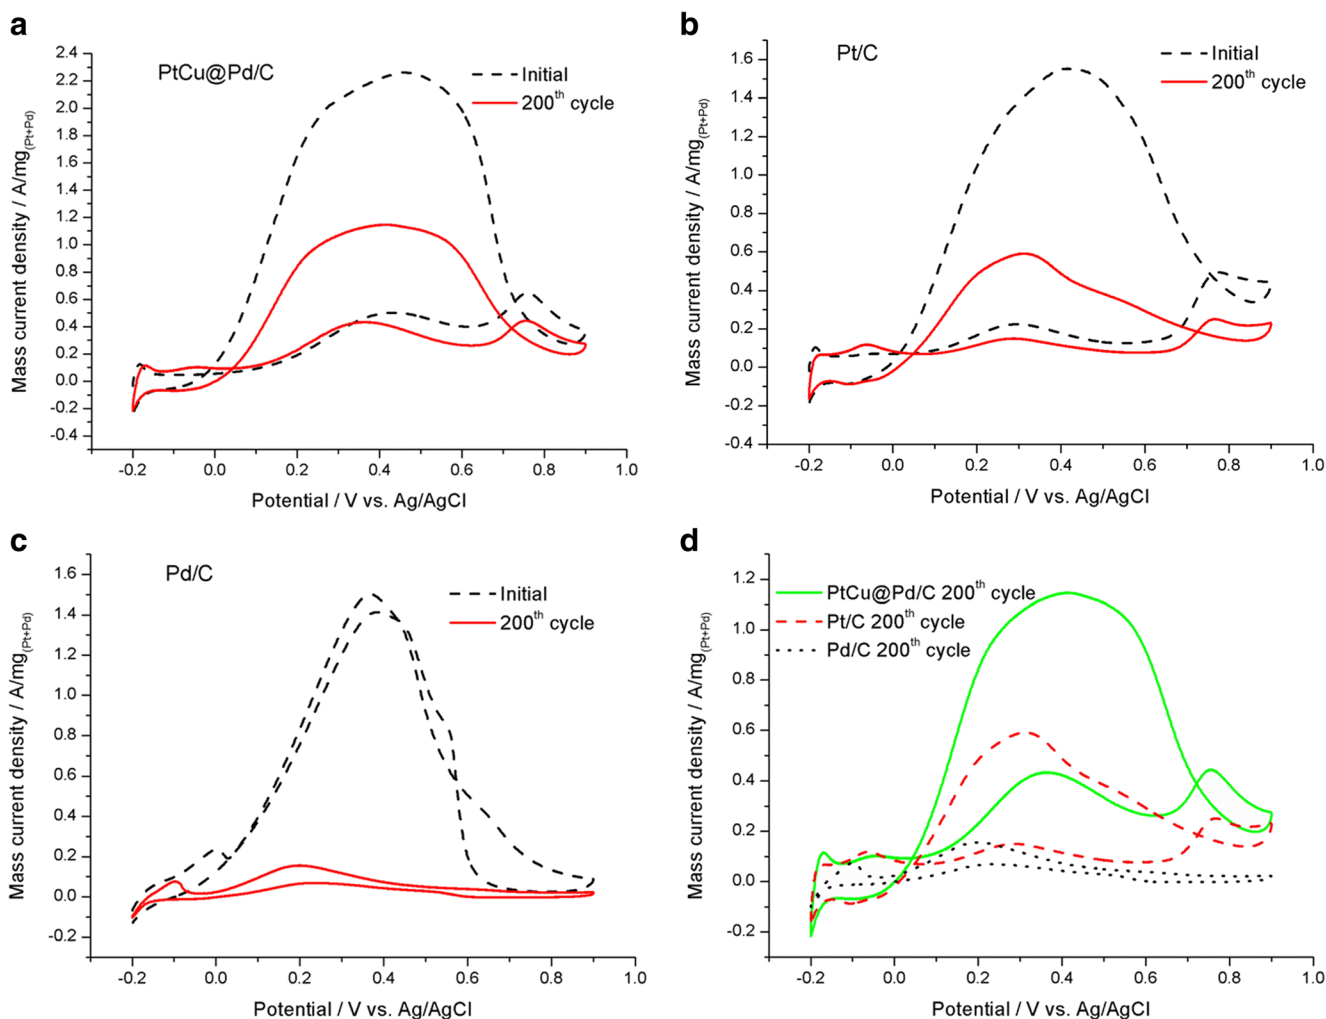 a
PtCu@Pd/C
Initial
200th cycle
2.4
2.2
2.0
1.8
1.6
1.4
1.2
1.0
0.8
0.6
0.4
0.2
0.0
-0.2
-0.4
Mass current density / A/mg(Pt+Pd)
-0.2 0.0 0.2 0.4 0.6 0.8 1.0
Potential / V vs. Ag/AgCl
b
Pt/C
Initial
200th cycle
1.6
1.4
1.2
1.0
0.8
0.6
0.4
0.2
0.0
-0.2
-0.4
Mass current density / A/mg(Pt+Pd)
-0.2 0.0 0.2 0.4 0.6 0.8 1.0
Potential / V vs. Ag/AgCl
c
Pd/C
Initial
200th cycle
1.6
1.4
1.2
1.0
0.8
0.6
0.4
0.2
0.0
-0.2
Mass current density / A/mg(Pt+Pd)
-0.2 0.0 0.2 0.4 0.6 0.8 1.0
Potential / V vs. Ag/AgCl
d
PtCu@Pd/C 200th cycle
Pt/C 200th cycle
Pd/C 200th cycle
1.2
1.0
0.8
0.6
0.4
0.2
0.0
-0.2
Mass current density / A/mg(Pt+Pd)
-0.2 0.0 0.2 0.4 0.6 0.8 1.0
Potential / V vs. Ag/AgCl